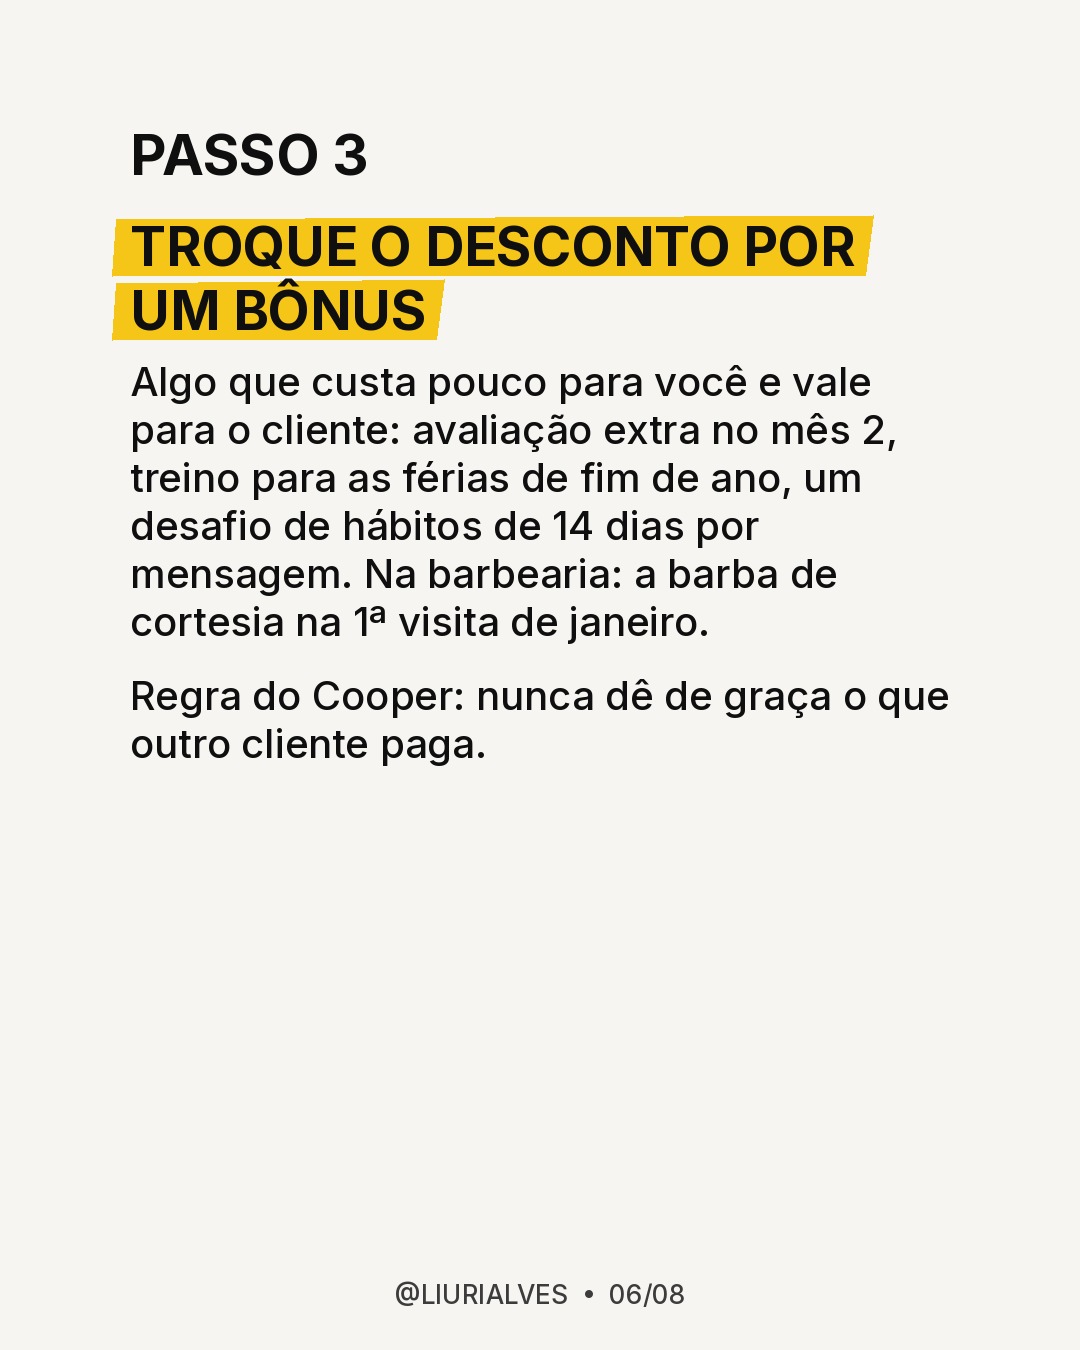 PASSO 3
TROQUE O DESCONTO POR
UM BÔNUS
Algo que custa pouco para você e vale
para o cliente: avaliação extra no mês 2,
treino para as férias de fim de ano, um
desafio de hábitos de 14 dias por
mensagem. Na barbearia: a barba de
cortesia na 1ª visita de janeiro.
Regra do Cooper: nunca dê de graça o que
outro cliente paga.
@LIURIALVES • 06/08